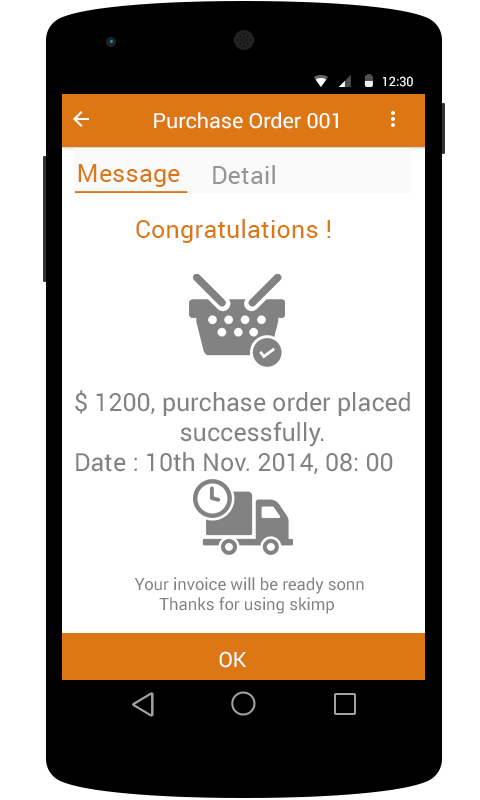 12:30
Purchase Order 001
Message Detail
Congratulations !
$ 1200, purchase order placed
successfully.
Date : 10th Nov. 2014, 08: 00
Your invoice will be ready sonn
Thanks for using skimp
OK